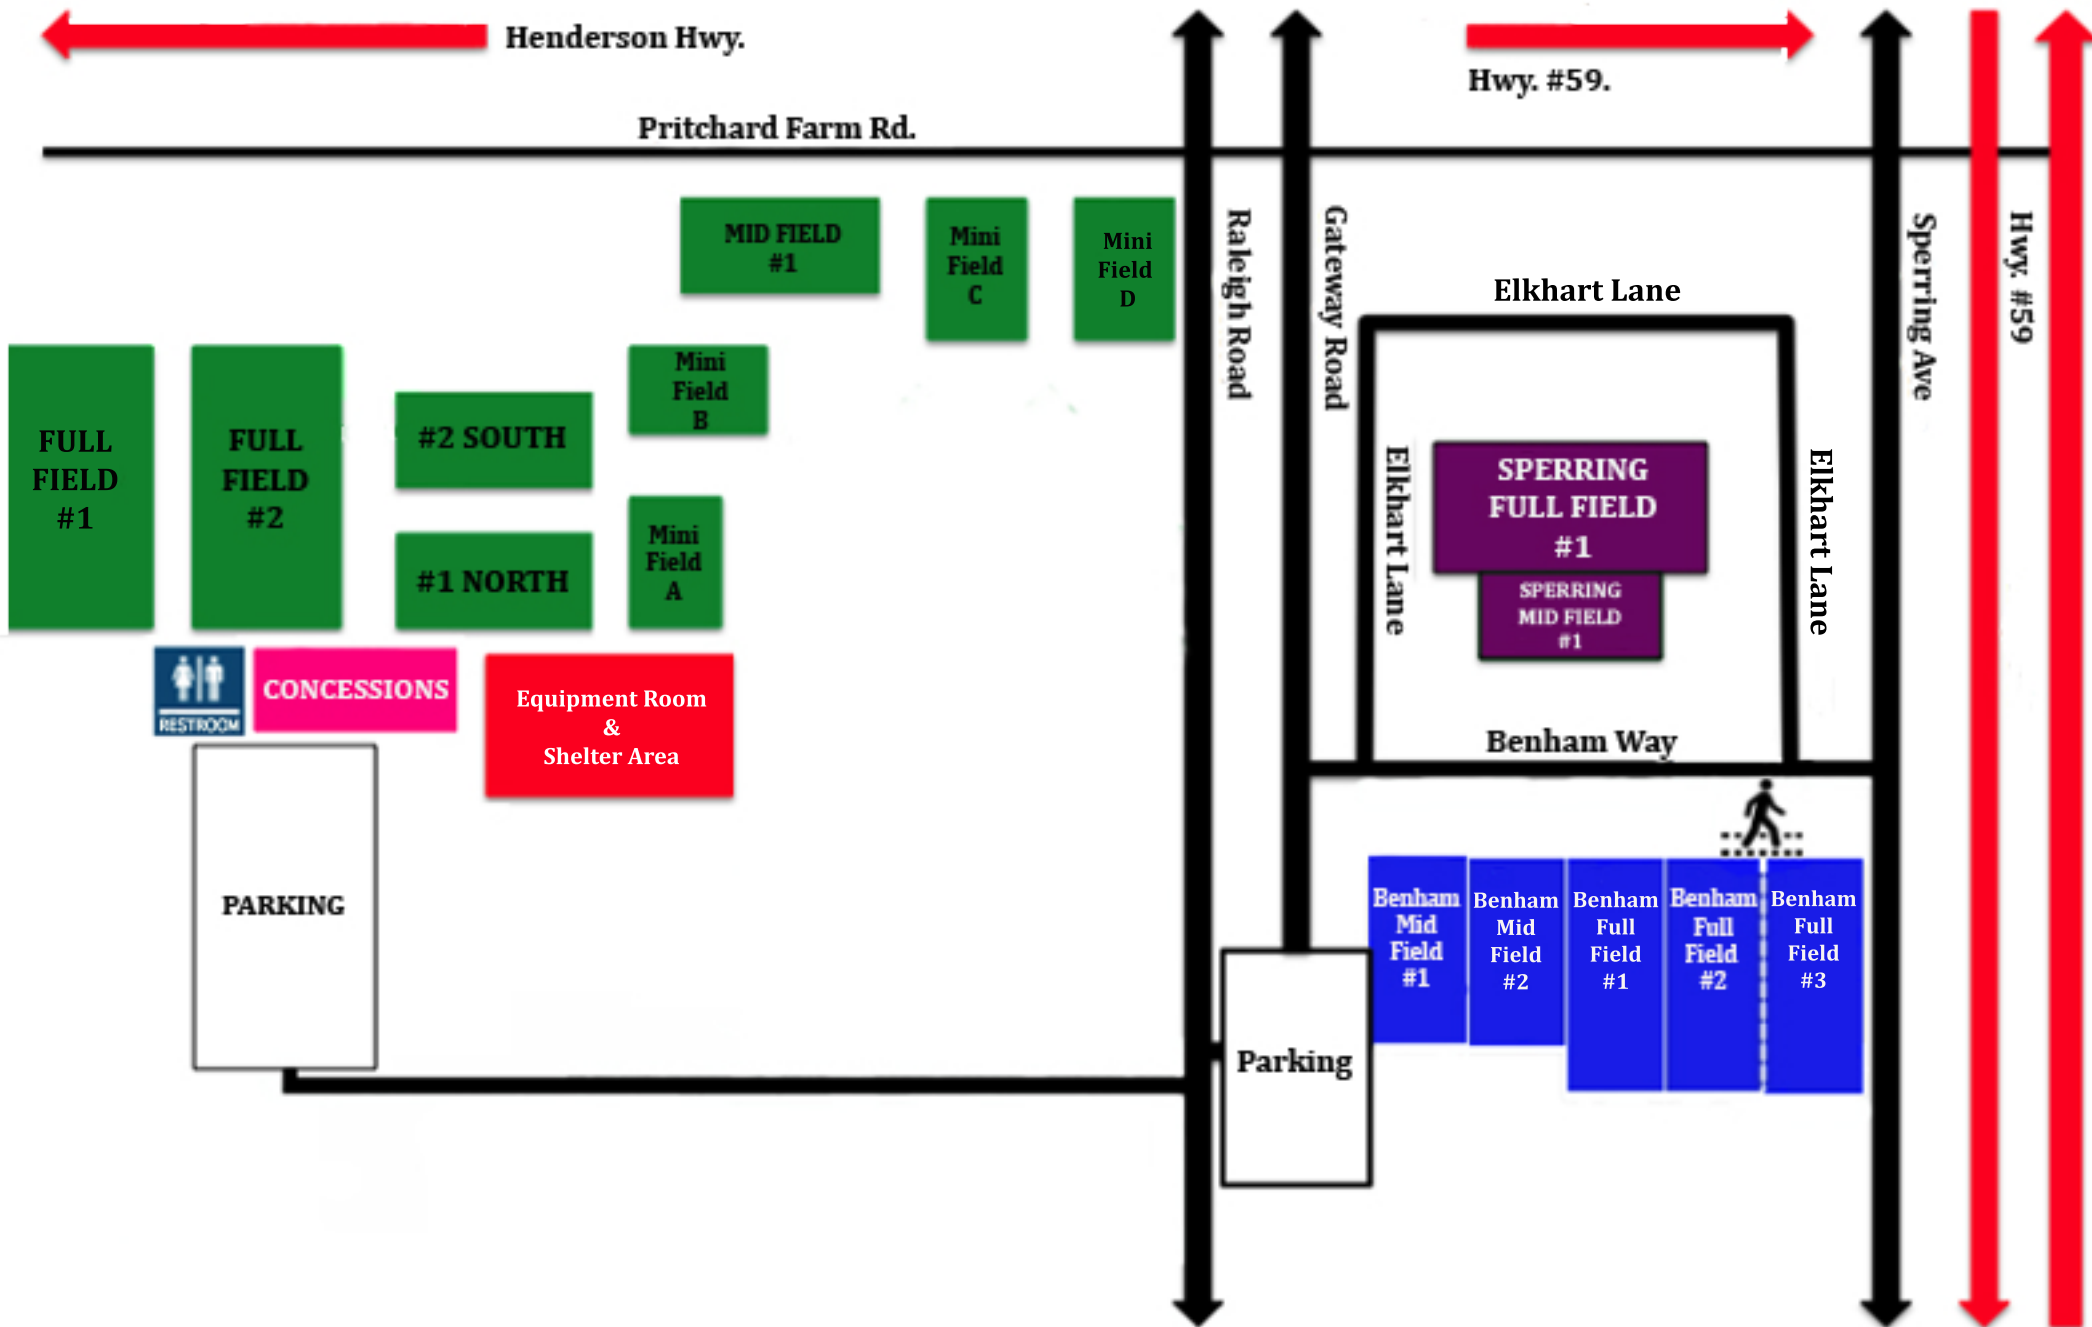 Henderson Hwy.
Hwy. #59.
Pritchard Farm Rd.
MID FIELD
#1
Mini
Field
C
Mini
Field
D
Raleigh Road
Gateway Road
Sperring Ave
Hwy. #59
Elkhart Lane
FULL
FIELD
#1
FULL
FIELD
#2
#2 SOUTH
Mini
Field
B
#1 NORTH
Mini
Field
A
Elkhart Lane
SPERRING
FULL FIELD
#1
SPERRING
MID FIELD
#1
Elkhart Lane
RESTROOM
CONCESSIONS
Equipment Room
&
Shelter Area
Benham Way
PARKING
Parking
Benham
Mid
Field
#1
Benham
Mid
Field
#2
Benham
Full
Field
#1
Benham
Full
Field
#2
Benham
Full
Field
#3